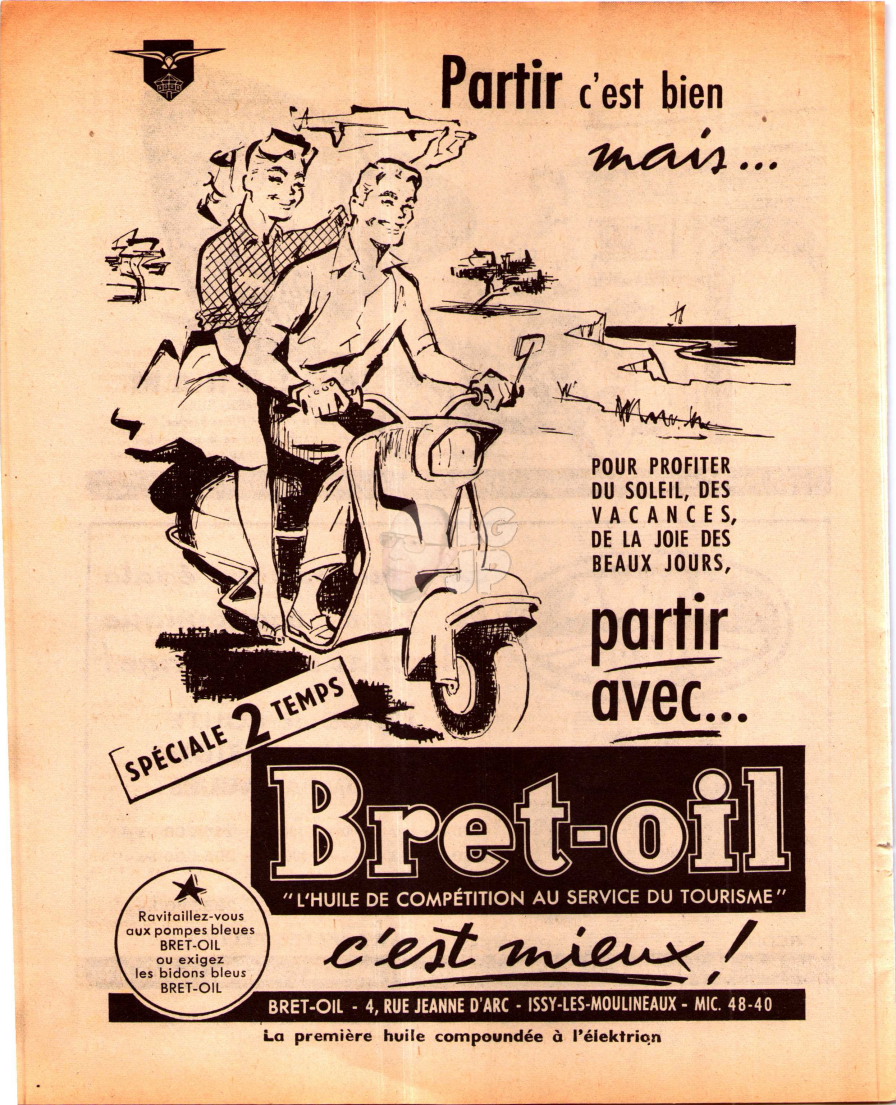 Partir c'est bien
mais...
POUR PROFITER
DU SOLEIL, DES
VACANCES,
DE LA JOIE DES
BEAUX JOURS,
partir
avec...
SPÉCIALE 2 TEMPS
Bret-oil
"L'HUILE DE COMPÉTITION AU SERVICE DU TOURISME"
c'est mieux!
Ravitaillez-vous
aux pompes bleues
BRET-OIL
ou exigez
les bidons bleus
BRET-OIL
BRET-OIL - 4, RUE JEANNE D'ARC - ISSY-LES-MOULINEAUX - MIC. 48-40
La première huile compoundée à l'élektrion